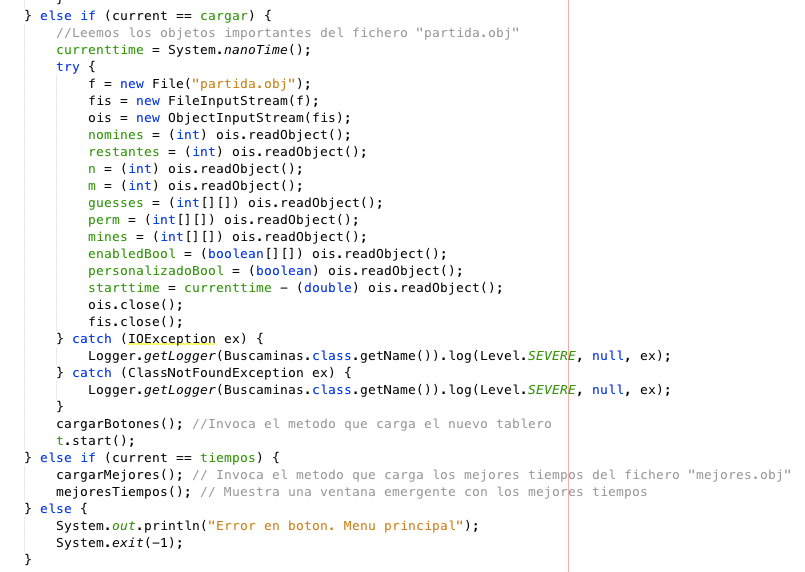 }
} else if (current == cargar) {
//Leemos los objetos importantes del fichero "partida.obj"
currenttime = System.nanoTime();
try {
f = new File("partida.obj");
fis = new FileInputStream(f);
ois = new ObjectInputStream(fis);
nomines = (int) ois.readObject();
restantes = (int) ois.readObject();
n = (int) ois.readObject();
m = (int) ois.readObject();
guesses = (int[][]) ois.readObject();
perm = (int[][]) ois.readObject();
mines = (int[][]) ois.readObject();
enabledBool = (boolean[][]) ois.readObject();
personalizadoBool = (boolean) ois.readObject();
starttime = currenttime - (double) ois.readObject();
ois.close();
fis.close();
} catch (IOException ex) {
Logger.getLogger(Buscaminas.class.getName()).log(Level.SEVERE, null, ex);
} catch (ClassNotFoundException ex) {
Logger.getLogger(Buscaminas.class.getName()).log(Level.SEVERE, null, ex);
}
cargarBotones(); //Invoca el metodo que carga el nuevo tablero
t.start();
} else if (current == tiempos) {
cargarMejores(); // Invoca el metodo que carga los mejores tiempos del fichero "mejores.obj"
mejoresTiempos(); // Muestra una ventana emergente con los mejores tiempos
} else {
System.out.println("Error en boton. Menu principal");
System.exit(-1);
}